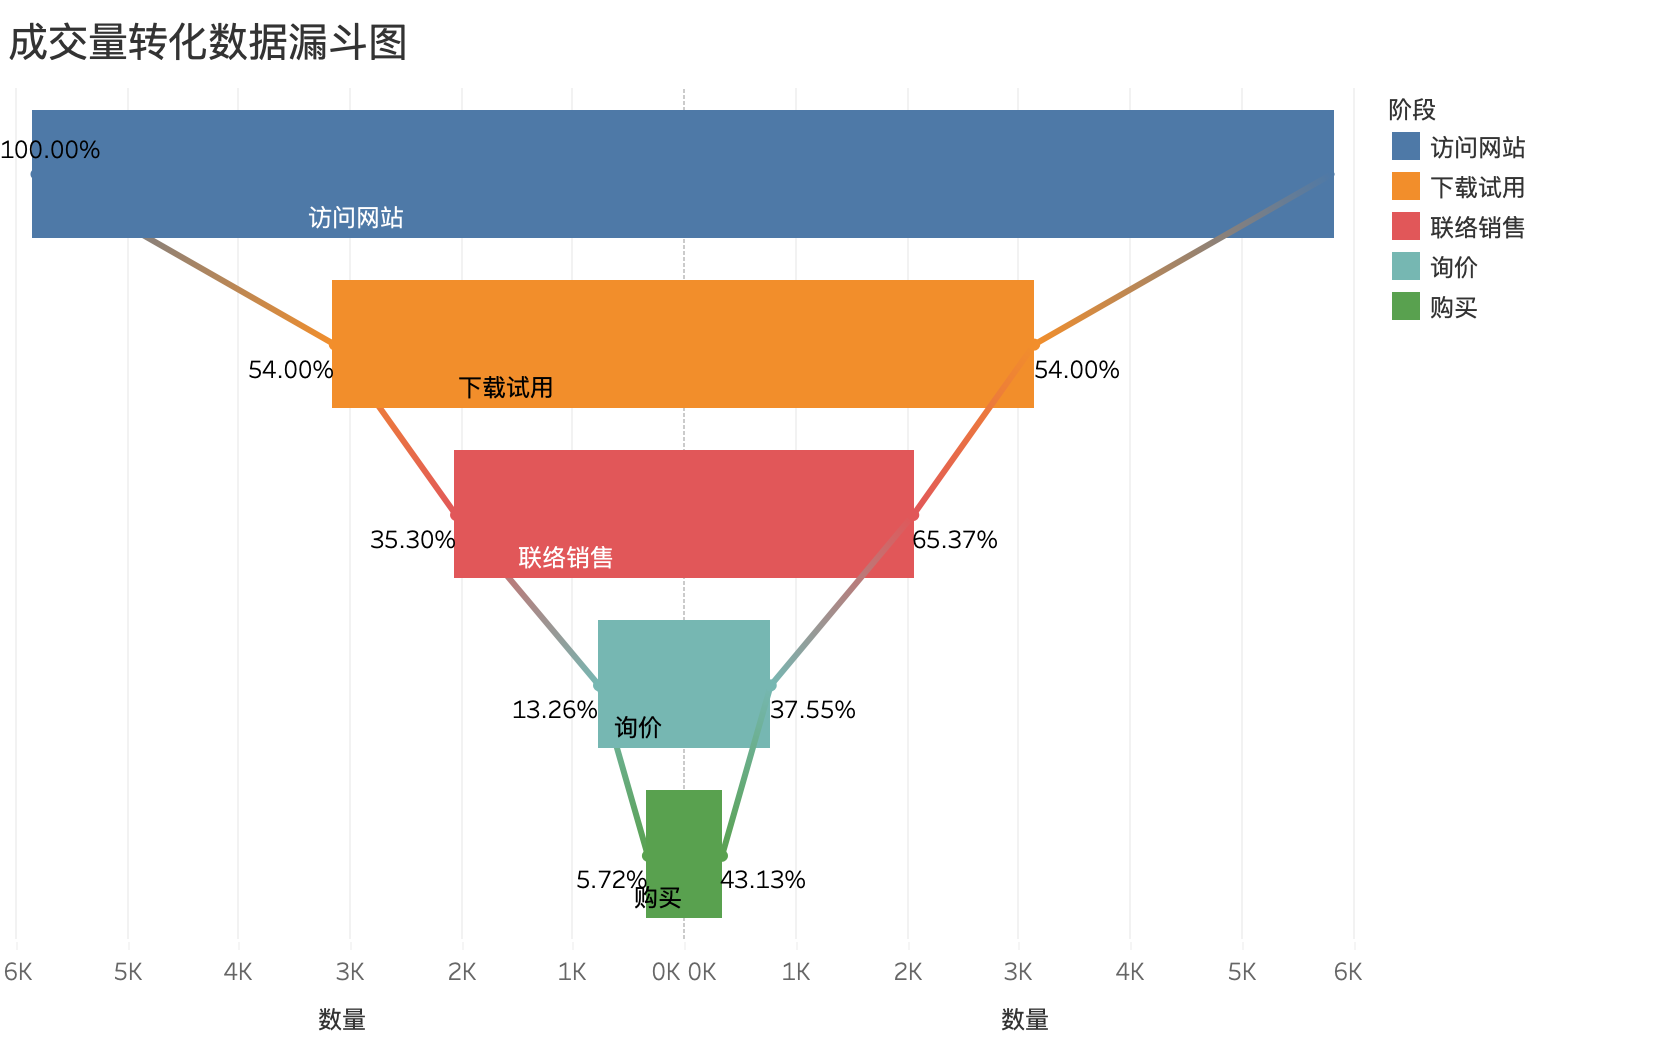 成交量转化数据漏斗图
阶段
访问网站
下载试用
联络销售
询价
购买
100.00%
访问网站
54.00%
54.00%
下载试用
35.30%
65.37%
联络销售
13.26%
37.55%
询价
5.72%
43.13%
购买
6K 5K 4K 3K 2K 1K 0K 0K 1K 2K 3K 4K 5K 6K
数量 数量